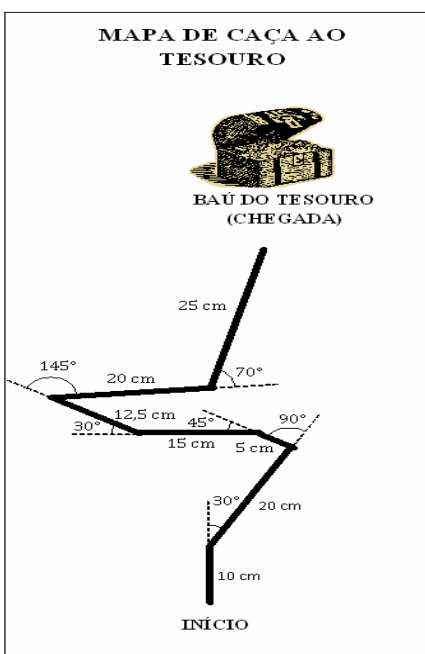 MAPA DE CAÇA AO
TESOURO
BAÚ DO TESOURO
(CHEGADA)
25 cm
145°
20 cm
70°
12,5 cm
45°
90°
30°
15 cm
5 cm
30°
20 cm
10 cm
INÍCIO